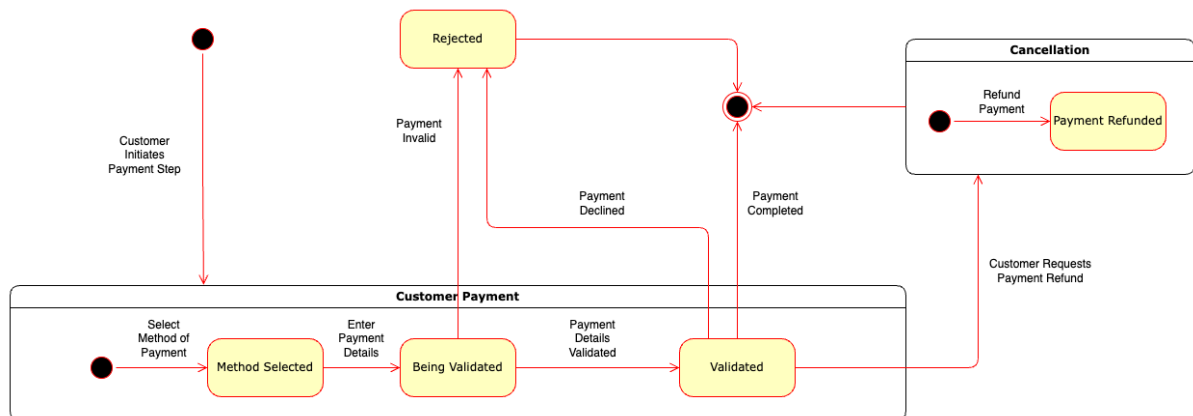 Rejected
Cancellation
Refund
Payment
Payment Refunded
Customer
Initiates
Payment Step
Payment
Invalid
Payment
Declined
Payment
Completed
Customer Requests
Payment Refund
Customer Payment
Select
Method of
Payment
Method Selected
Enter
Payment
Details
Being Validated
Payment
Details
Validated
Validated